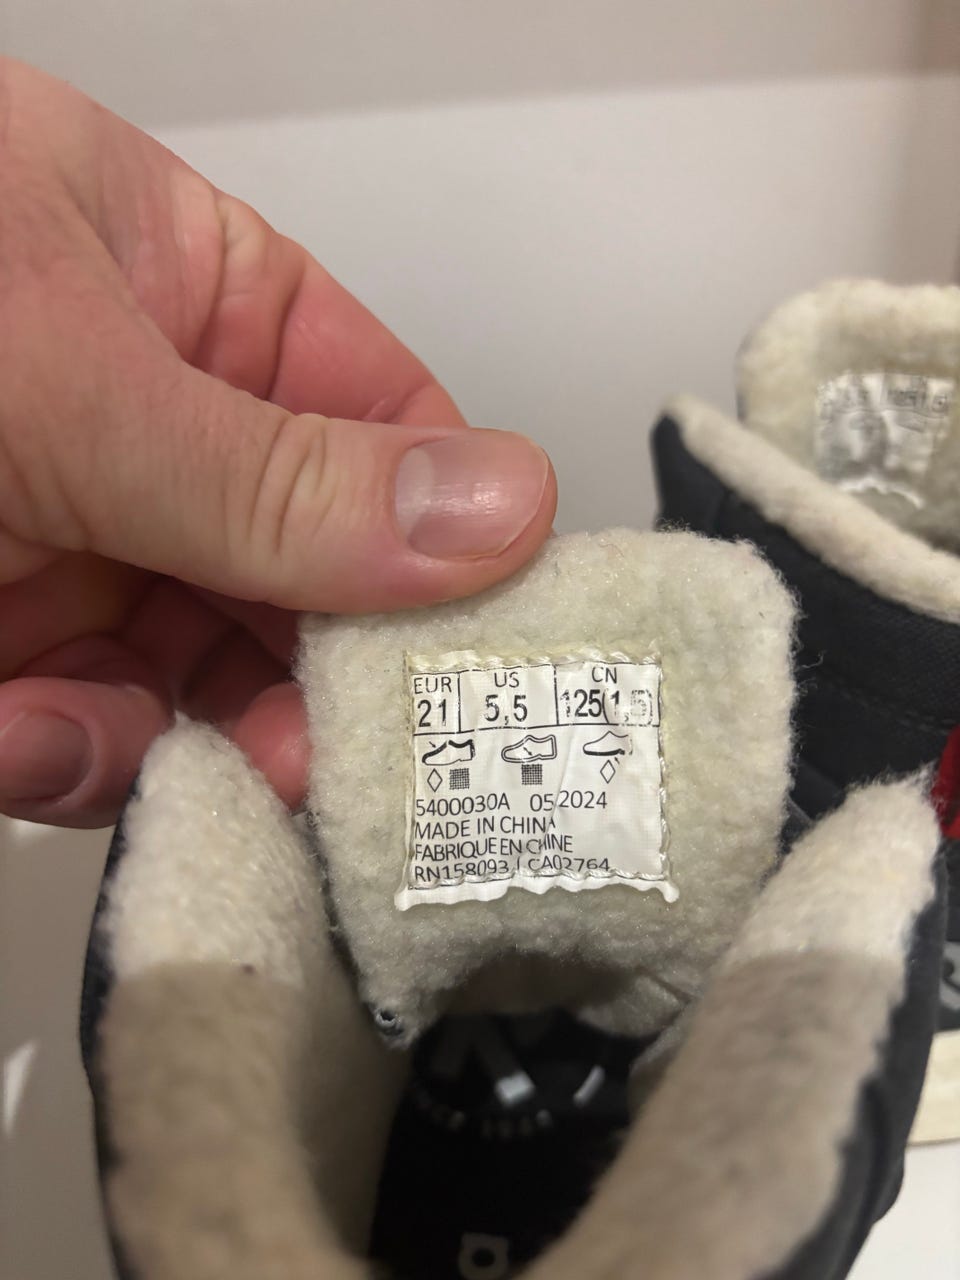 EUR US CN
21 5,5 125(1,5)
5400030A 05 2024
MADE IN CHINA
FABRIQUE EN CHINE
RN158093 / CA02764